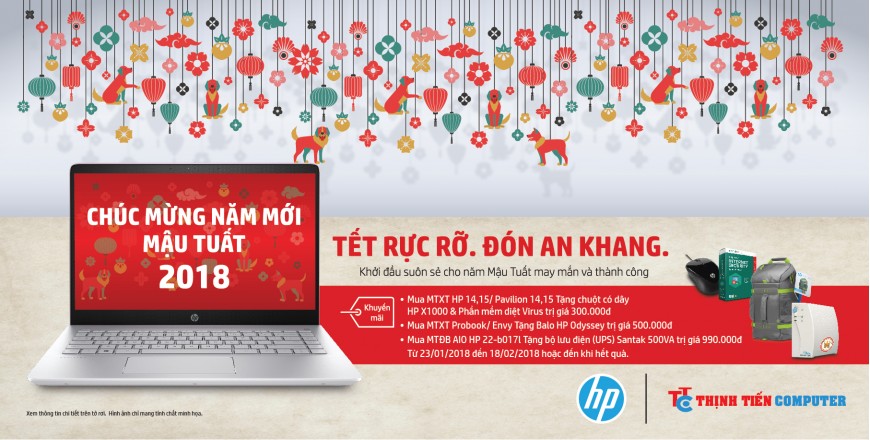 CHÚC MỪNG NĂM MỚI
MẬU TUẤT
2018
TẾT RỰC RỠ. ĐÓN AN KHANG.
Khởi đầu suôn sẻ cho năm Mậu Tuất may mắn và thành công
Khuyến
mãi
• Mua MTXT HP 14,15/ Pavilion 14,15 Tặng chuột có dây
HP X1000 & Phần mềm diệt Virus trị giá 300.000đ
• Mua MTXT Probook/ Envy Tặng Balo HP Odyssey trị giá 500.000đ
• Mua MTĐB AIO HP 22-b017l Tặng bộ lưu điện (UPS) Santak 500VA trị giá 990.000đ
Từ 23/01/2018 đến 18/02/2018 hoặc đến khi hết quà.
INTERNET
SECURITY
hp
hp
TTC THỊNH TIẾN COMPUTER
Xem thông tin chi tiết trên tờ rơi. Hình ảnh chỉ mang tính chất minh họa.